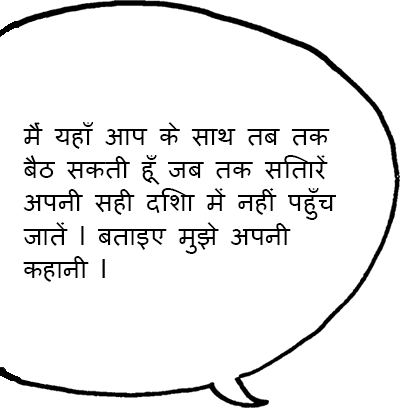 मैं यहाँ आप के साथ तब तक
बैठ सकती हूँ जब तक सितारें
अपनी सही दिशा में नहीं पहुँच
जातें । बताइए मुझे अपनी
कहानी ।